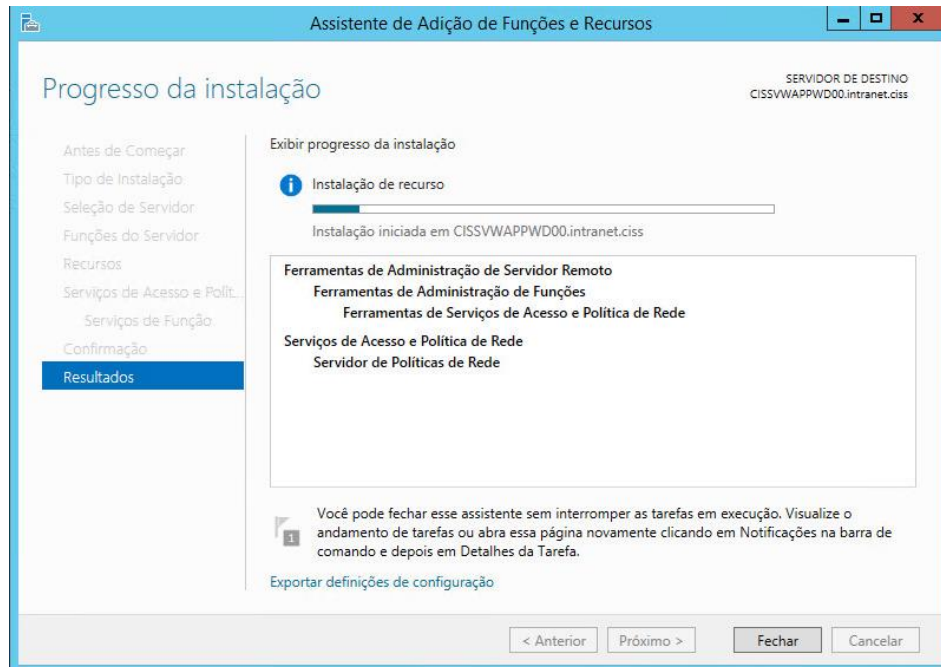 Assistente de Adição de Funções e Recursos
Progresso da instalação
SERVIDOR DE DESTINO
CISSVWAPPWD00.intranet.ciss
Antes de Começar
Tipo de Instalação
Seleção de Servidor
Funções do Servidor
Recursos
Serviços de Acesso e Polít...
Serviços de Função
Confirmação
Resultados
Exibir progresso da instalação
Instalação de recurso
Instalação iniciada em CISSVWAPPWD00.intranet.ciss
Ferramentas de Administração de Servidor Remoto
Ferramentas de Administração de Funções
Ferramentas de Serviços de Acesso e Política de Rede
Serviços de Acesso e Política de Rede
Servidor de Políticas de Rede
1
Você pode fechar esse assistente sem interromper as tarefas em execução. Visualize o
andamento de tarefas ou abra essa página novamente clicando em Notificações na barra de
comando e depois em Detalhes da Tarefa.
Exportar definições de configuração
< Anterior
Próximo >
Fechar
Cancelar